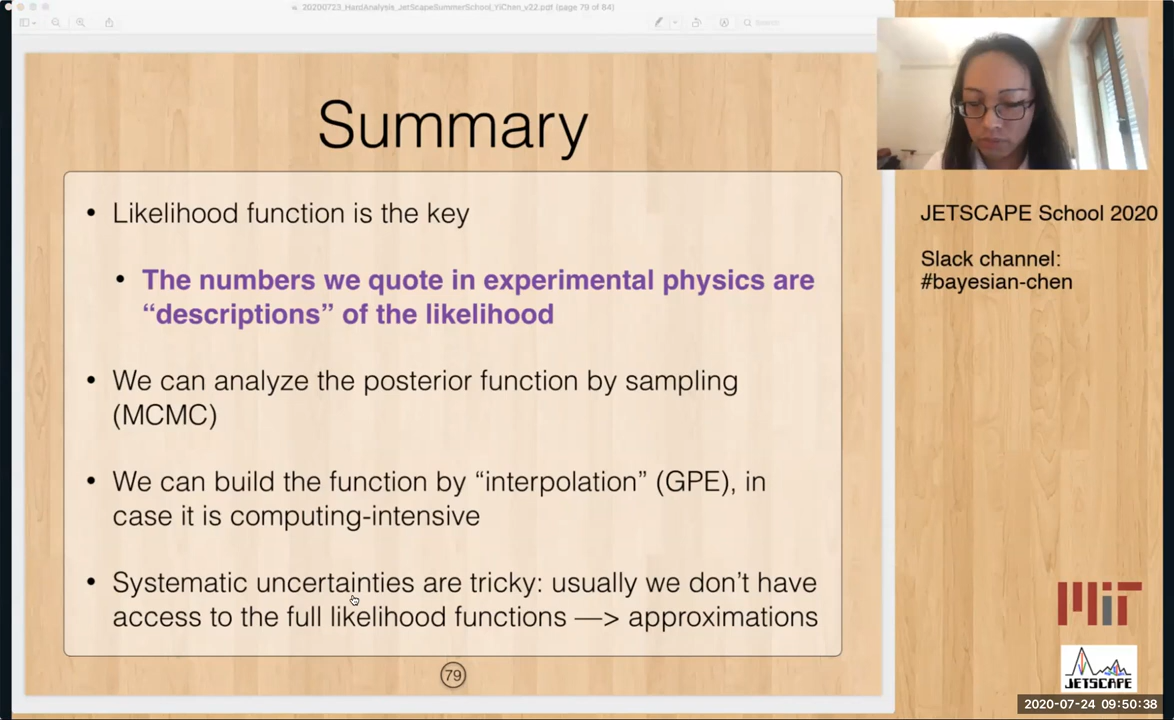 20200723_HardAnalysis_JetScapeSummerSchool_YiChen_v22.pdf (page 79 of 84)
Search
Summary
• Likelihood function is the key
• The numbers we quote in experimental physics are
“descriptions” of the likelihood
• We can analyze the posterior function by sampling
(MCMC)
• We can build the function by “interpolation” (GPE), in
case it is computing-intensive
• Systematic uncertainties are tricky: usually we don’t have
access to the full likelihood functions —> approximations
79
JETSCAPE School 2020
Slack channel:
#bayesian-chen
MIT
JETSCAPE
2020-07-24 09:50:38